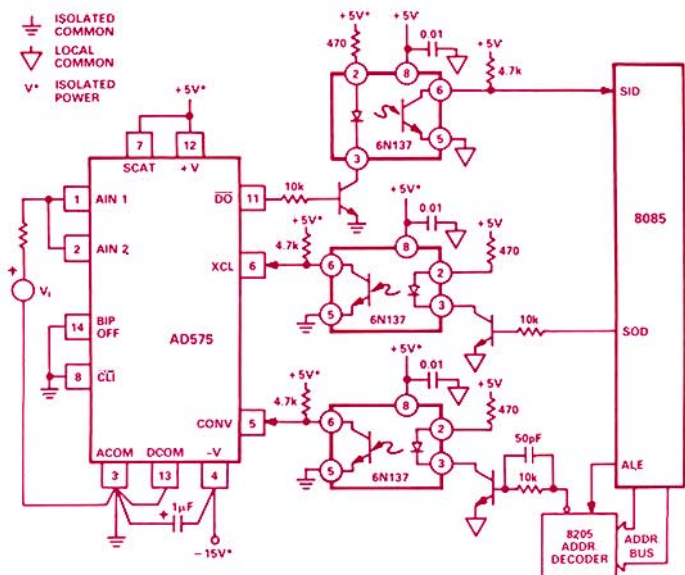 ISOLATED
COMMON
LOCAL
COMMON
V* ISOLATED
POWER
+5V*
470
2
3
+5V
8
0.01
6
5
6N137
+5V
4.7k
SID
+5V*
7
SCAT
12
+V
1
AIN 1
2
AIN 2
+
V₁
14
BIP
OFF
8
C̅L̅I̅
AD575
D̅O̅
11
10k
XCL
6
CONV
5
ACOM
3
DCOM
13
-V
4
+
1μF
-15V*
+5V*
4.7k
6
5
+5V*
8
0.01
2
3
6N137
+5V
470
10k
SOD
8085
+5V*
4.7k
6
5
+5V*
8
0.01
2
3
6N137
+5V
470
50pF
10k
ALE
8205
ADDR
DECODER
ADDR
BUS